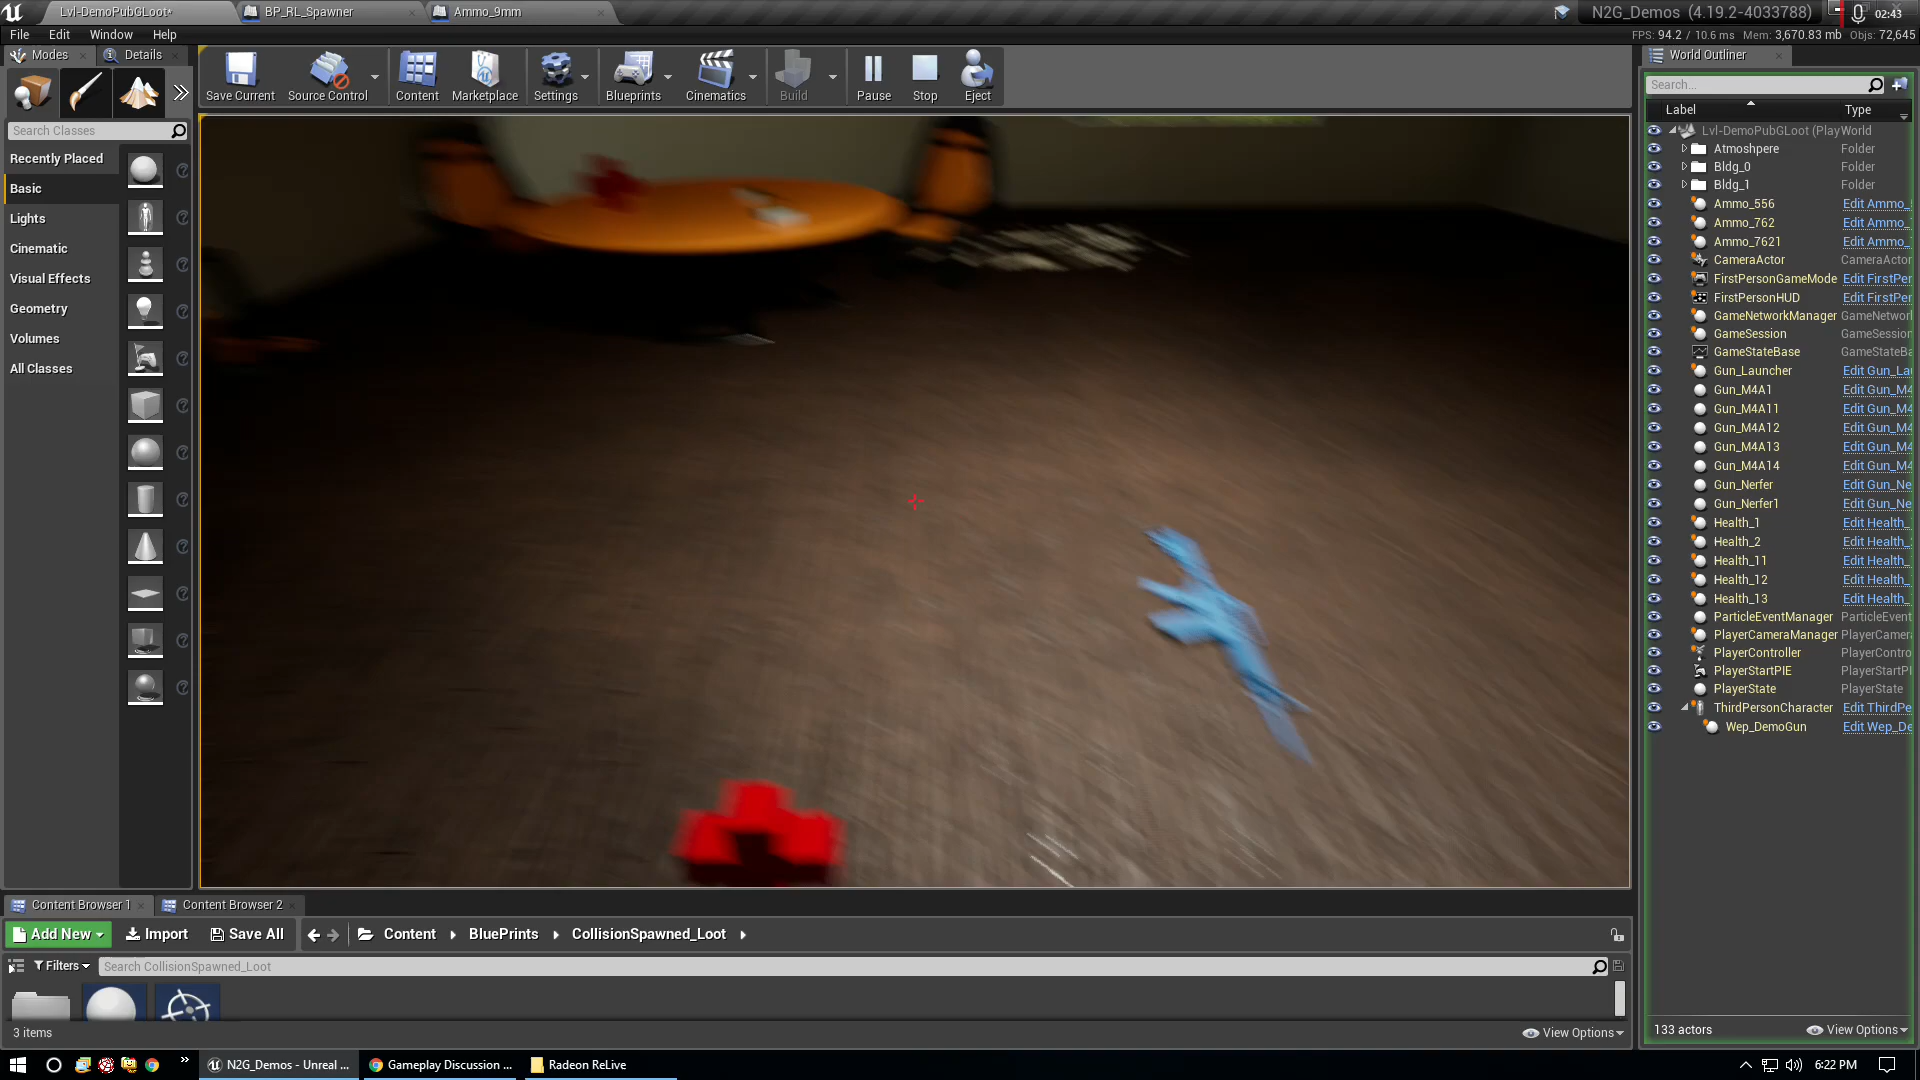 Lvl-DemoPubGLoot*
BP_RL_Spawner
Ammo_9mm
N2G_Demos (4.19.2-4033788)
02:43
File Edit Window Help
FPS: 94.2 / 10.6 ms Mem: 3,670.83 mb Objs: 72,645
Modes
Details
World Outliner
Save Current
Source Control
Content
Marketplace
Settings
Blueprints
Cinematics
Build
Pause
Stop
Eject
Search...
Label Type
Search Classes
Recently Placed
Basic
Lights
Cinematic
Visual Effects
Geometry
Volumes
All Classes
Lvl-DemoPubGLoot (Play World
Atmoshpere Folder
Bldg_0 Folder
Bldg_1 Folder
Ammo_556 Edit Ammo_
Ammo_762 Edit Ammo_
Ammo_7621 Edit Ammo_
CameraActor CameraActor
FirstPersonGameMode Edit FirstPer
FirstPersonHUD Edit FirstPer
GameNetworkManager GameNetwor
GameSession GameSession
GameStateBase GameStateBa
Gun_Launcher Edit Gun_La
Gun_M4A1 Edit Gun_M4
Gun_M4A11 Edit Gun_M4
Gun_M4A12 Edit Gun_M4
Gun_M4A13 Edit Gun_M4
Gun_M4A14 Edit Gun_M4
Gun_Nerfer Edit Gun_Ne
Gun_Nerfer1 Edit Gun_Ne
Health_1 Edit Health_
Health_2 Edit Health_
Health_11 Edit Health_
Health_12 Edit Health_
Health_13 Edit Health_
ParticleEventManager ParticleEvent
PlayerCameraManager PlayerCamer
PlayerController PlayerContro
PlayerStartPIE PlayerStartPI
PlayerState PlayerState
ThirdPersonCharacter Edit ThirdPe
Wep_DemoGun Edit Wep_De
133 actors
View Options
Content Browser 1
Content Browser 2
Add New
Import
Save All
Content
BluePrints
CollisionSpawned_Loot
Filters
Search CollisionSpawned_Loot
3 items
View Options
N2G_Demos - Unreal ...
Gameplay Discussion ...
Radeon ReLive
6:22 PM